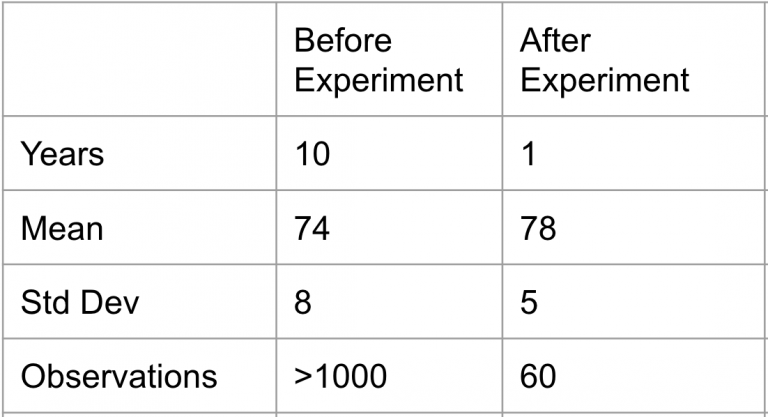 Before After
Experiment Experiment
Years 10 1
Mean 74 78
Std Dev 8 5
Observations >1000 60